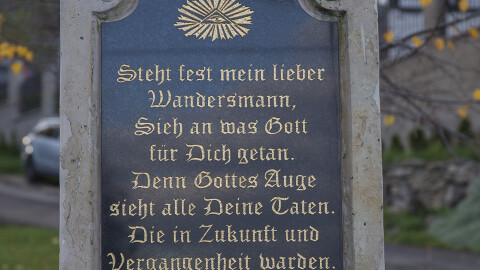 Steht fest mein lieber
Wandersmann,
Sieh an was Gott
für Dich getan.
Denn Gottes Auge
sieht alle Deine Taten.
Die in Zukunft und
Vergangenheit warden.